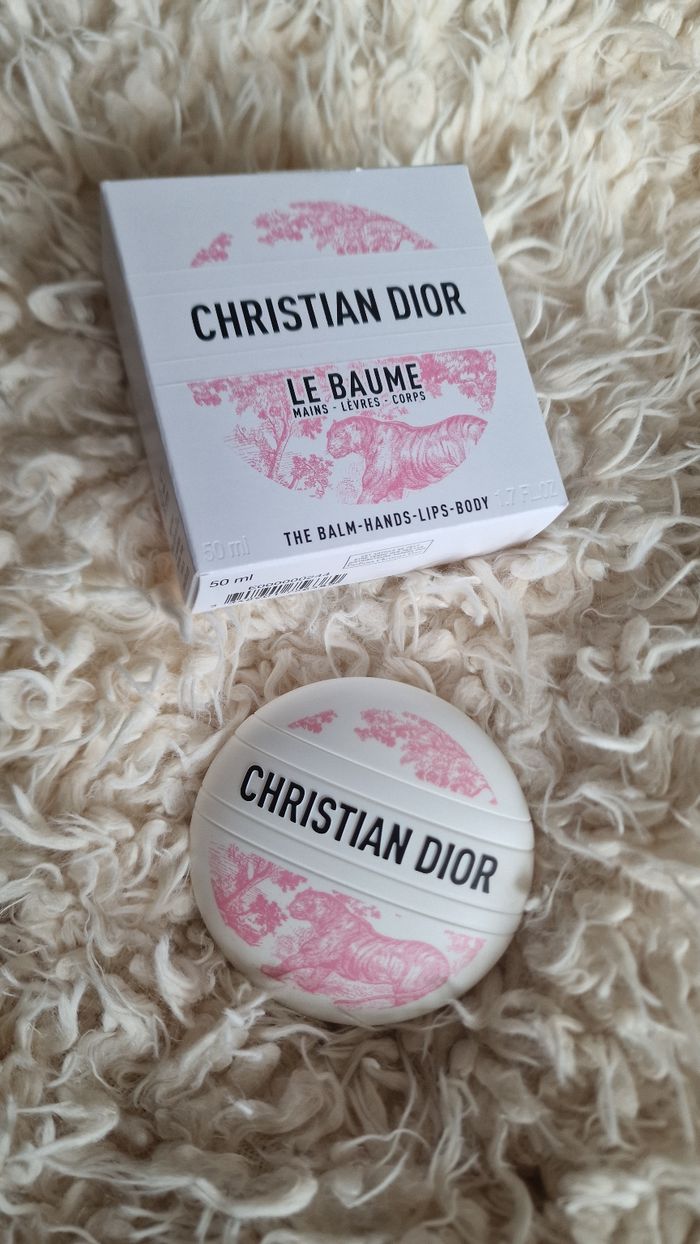 CHRISTIAN DIOR
LE BAUME
MAINS - LÈVRES - CORPS
THE BALM-HANDS-LIPS-BODY
50 ml
1.7 FL.OZ
50 ml
CHRISTIAN DIOR